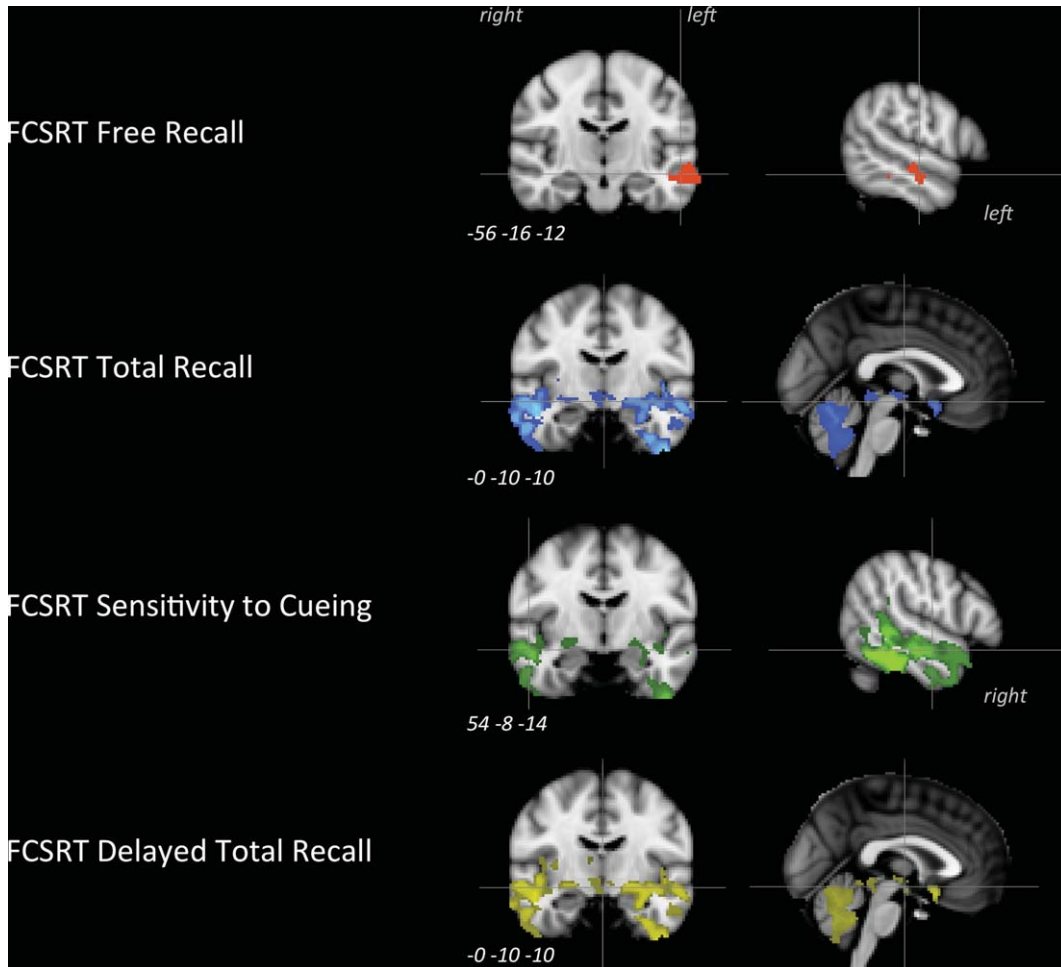 right left
FCSRT Free Recall
left
-56 -16 -12
FCSRT Total Recall
-0 -10 -10
FCSRT Sensitivity to Cueing
right
54 -8 -14
FCSRT Delayed Total Recall
-0 -10 -10